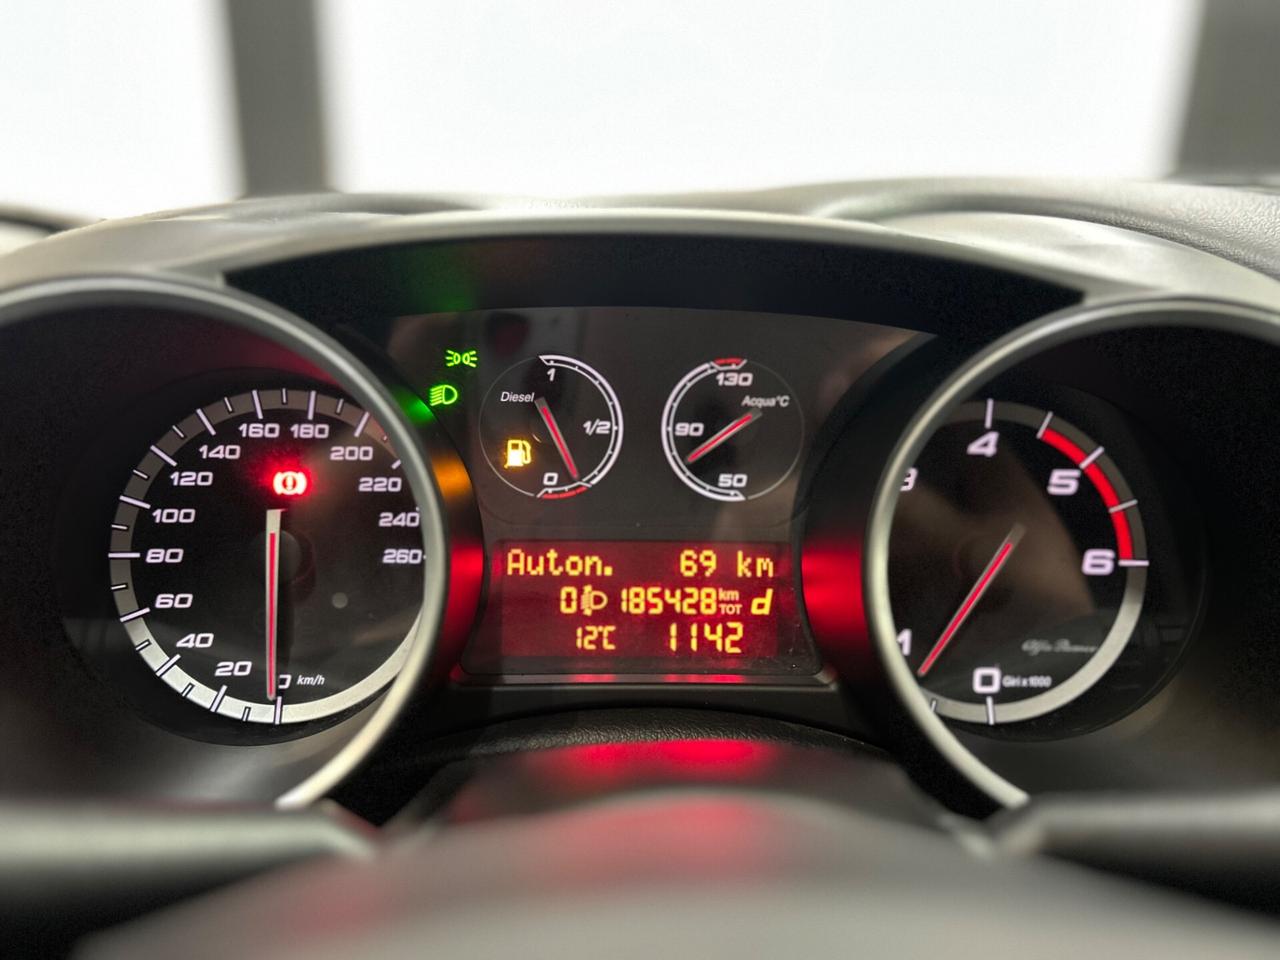 160 180
140 200
120 220
100 240
80 260
60
40
20
0 km/h
1
Diesel
1/2
0
130
Acqua°C
90
50
Auton. 69 km
0 185428 km TOT d
12°C 1142
4
5
6
1
0 Giri x 1000
Alfa Romeo